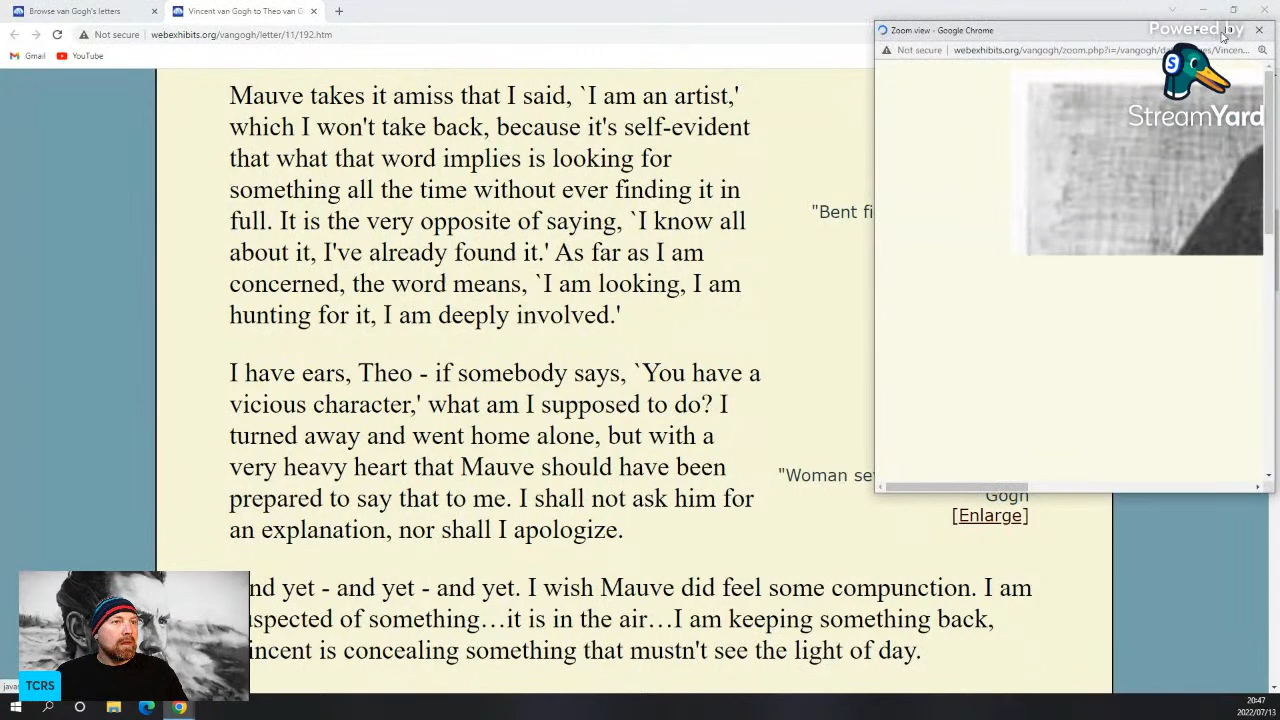 Browse van Gogh's letters
Vincent van Gogh to Theo van G
Not secure
webexhibits.org/vangogh/letter/11/192.htm
Gmail
YouTube
Zoom view - Google Chrome
Not secure
webexhibits.org/vangogh/zoom.php?i=/vangogh/da
Powered by
StreamYard
Mauve takes it amiss that I said, `I am an artist,'
which I won't take back, because it's self-evident
that what that word implies is looking for
something all the time without ever finding it in
full. It is the very opposite of saying, `I know all
about it, I've already found it.' As far as I am
concerned, the word means, `I am looking, I am
hunting for it, I am deeply involved.'
"Bent fi
I have ears, Theo - if somebody says, `You have a
vicious character,' what am I supposed to do? I
turned away and went home alone, but with a
very heavy heart that Mauve should have been
prepared to say that to me. I shall not ask him for
an explanation, nor shall I apologize.
"Woman se
Gogh
[Enlarge]
nd yet - and yet - and yet. I wish Mauve did feel some compunction. I am
uspected of something…it is in the air…I am keeping something back,
incent is concealing something that mustn't see the light of day.
TCRS
javas
20:47
2022/07/13